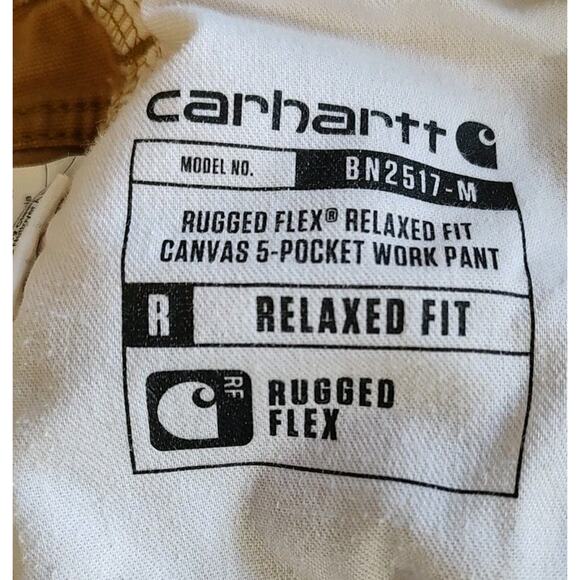 carhartt
MODEL NO. BN2517-M
RUGGED FLEX® RELAXED FIT
CANVAS 5-POCKET WORK PANT
R RELAXED FIT
RF
RUGGED
FLEX